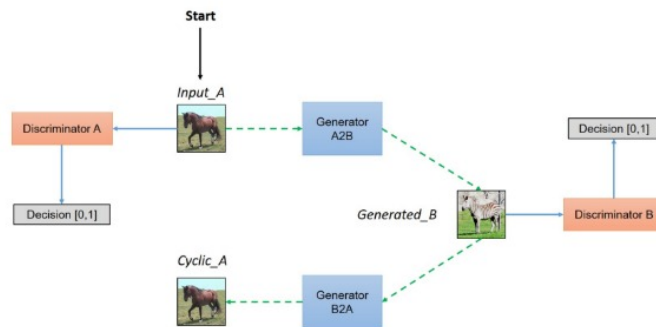 Start
Input_A
Discriminator A
Generator
A2B
Decision [0,1]
Decision [0,1]
Generated_B
Discriminator B
Cyclic_A
Generator
B2A